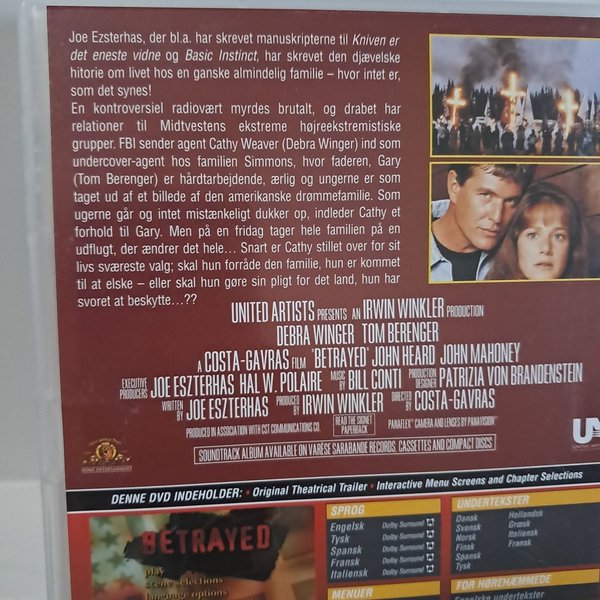 Joe Ezsterhas, der bl.a. har skrevet manuskripterne til Kniven er
det eneste vidne og Basic Instinct, har skrevet den djævelske
hitorie om livet hos en ganske almindelig familie – hvor intet er,
som det synes!
En kontroversiel radiovært myrdes brutalt, og drabet har
relationer til Midtvestens ekstreme højreekstremistiske
grupper. FBI sender agent Cathy Weaver (Debra Winger) ind som
undercover-agent hos familien Simmons, hvor faderen, Gary
(Tom Berenger) er hårdtarbejdende, ærlig og ungerne er som
taget ud af et billede af den amerikanske drømmefamilie. Som
ugerne går og intet mistænkeligt dukker op, indleder Cathy et
forhold til Gary. Men på en fridag tager hele familien på en
udflugt, der ændrer det hele... Snart er Cathy stillet over for sit
livs sværeste valg; skal hun forråde den familie, hun er kommet
til at elske – eller skal hun gøre sin pligt for det land, hun har
svoret at beskytte...??
UNITED ARTISTS PRESENTS AN IRWIN WINKLER PRODUCTION
DEBRA WINGER TOM BERENGER
A COSTA-GAVRAS FILM 'BETRAYED' JOHN HEARD JOHN MAHONEY
EXECUTIVE PRODUCERS JOE ESZTERHAS HAL W. POLAIRE MUSIC BY BILL CONTI PRODUCTION DESIGNER PATRIZIA VON BRANDENSTEIN
WRITTEN BY JOE ESZTERHAS PRODUCED BY IRWIN WINKLER DIRECTED BY COSTA-GAVRAS
PRODUCED IN ASSOCIATION WITH CST COMMUNICATIONS CO. READ THE SIGNET PAPERBACK PANAFLEX® CAMERA AND LENSES BY PANAVISION®
SOUNDTRACK ALBUM AVAILABLE ON VARÈSE SARABANDE RECORDS, CASSETTES AND COMPACT DISCS
HOME ENTERTAINMENT
DENNE DVD INDEHOLDER: • Original Theatrical Trailer • Interactive Menu Screens and Chapter Selections
BETRAYED
play
scene selections
language options
SPROG
Engelsk Dolby Surround
Tysk Dolby Surround
Spansk Dolby Surround
Fransk Dolby Surround
Italiensk Dolby Surround
MENUER
UNDERTEKSTER
Dansk Hollandsk
Svensk Græsk
Norsk Italiensk
Finsk Fransk
Spansk
Tysk
FOR HØREHÆMMEDE
Engelske undertekster